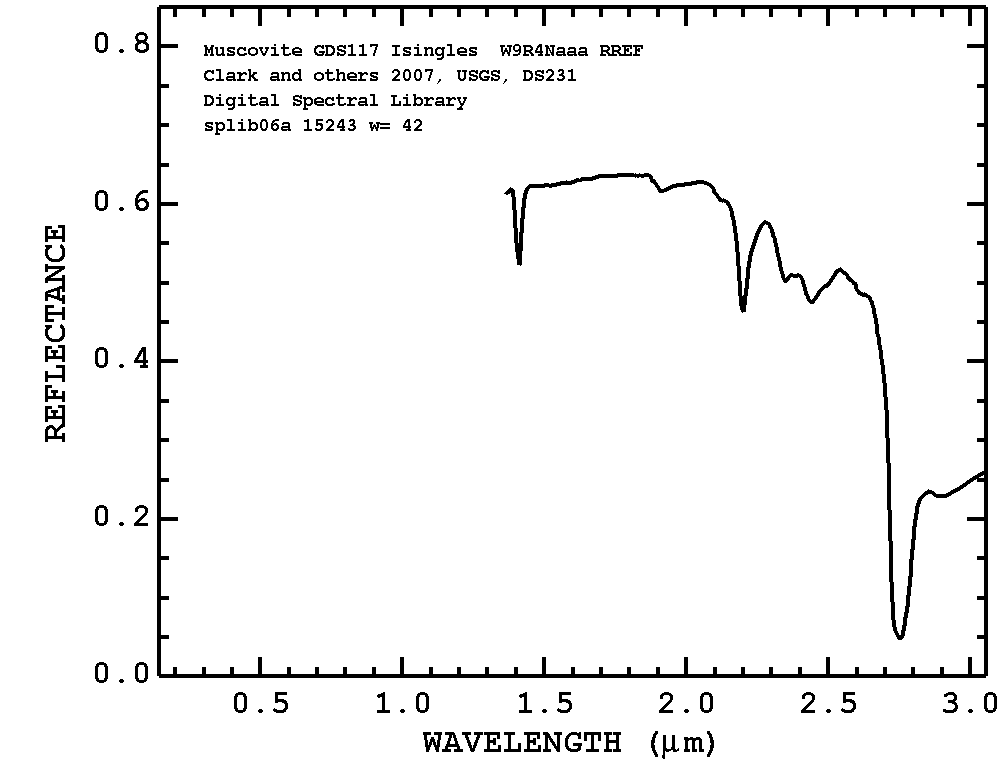 Muscovite GDS117 Isingles  W9R4Naaa RREF
Clark and others 2007, USGS, DS231
Digital Spectral Library
splib06a 15243 w= 42
0.8
0.6
0.4
0.2
0.0
REFLECTANCE
0.5 1.0 1.5 2.0 2.5 3.0
WAVELENGTH (μm)